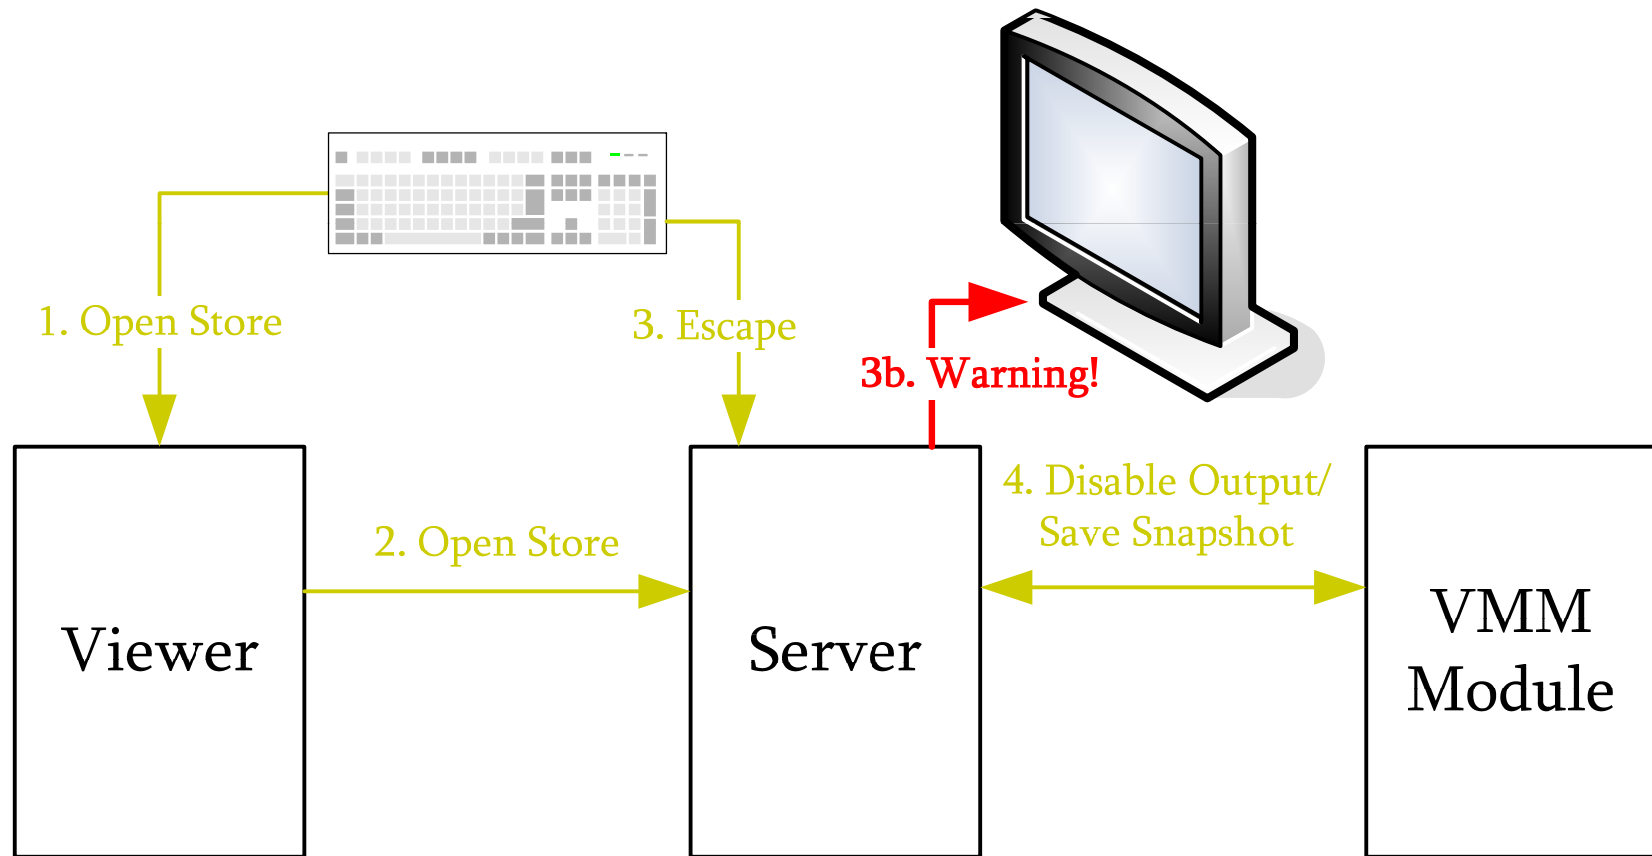 1. Open Store
3. Escape
3b. Warning!
2. Open Store
4. Disable Output/
Save Snapshot
Viewer
Server
VMM
Module